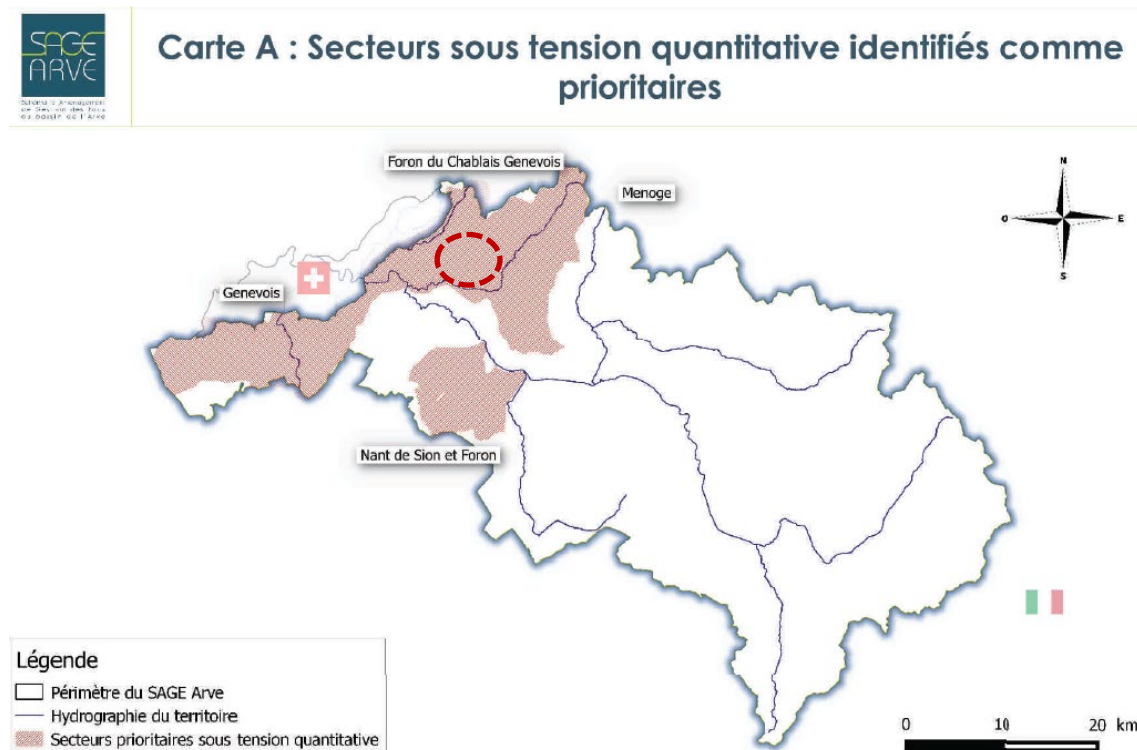 SAGE
ARVE
Carte A : Secteurs sous tension quantitative identifiés comme
prioritaires
Foron du Chablais Genevois
Menoge
Genevois
Nant de Sion et Foron
N
O
E
S
Légende
Périmètre du SAGE Arve
Hydrographie du territoire
Secteurs prioritaires sous tension quantitative
0 10 20 km